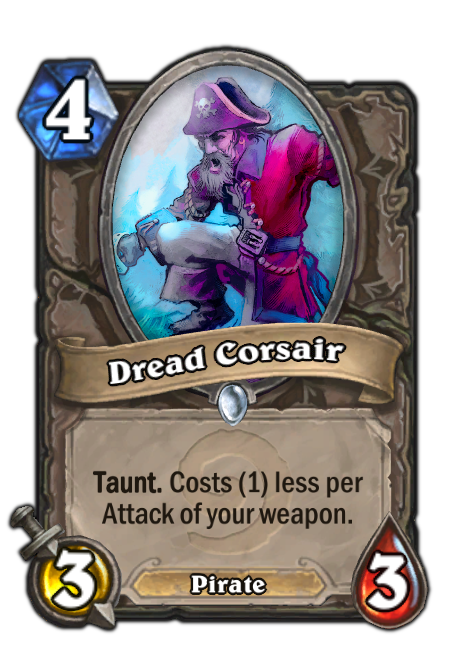 4
Dread Corsair
Taunt. Costs (1) less per
Attack of your weapon.
3
Pirate
3